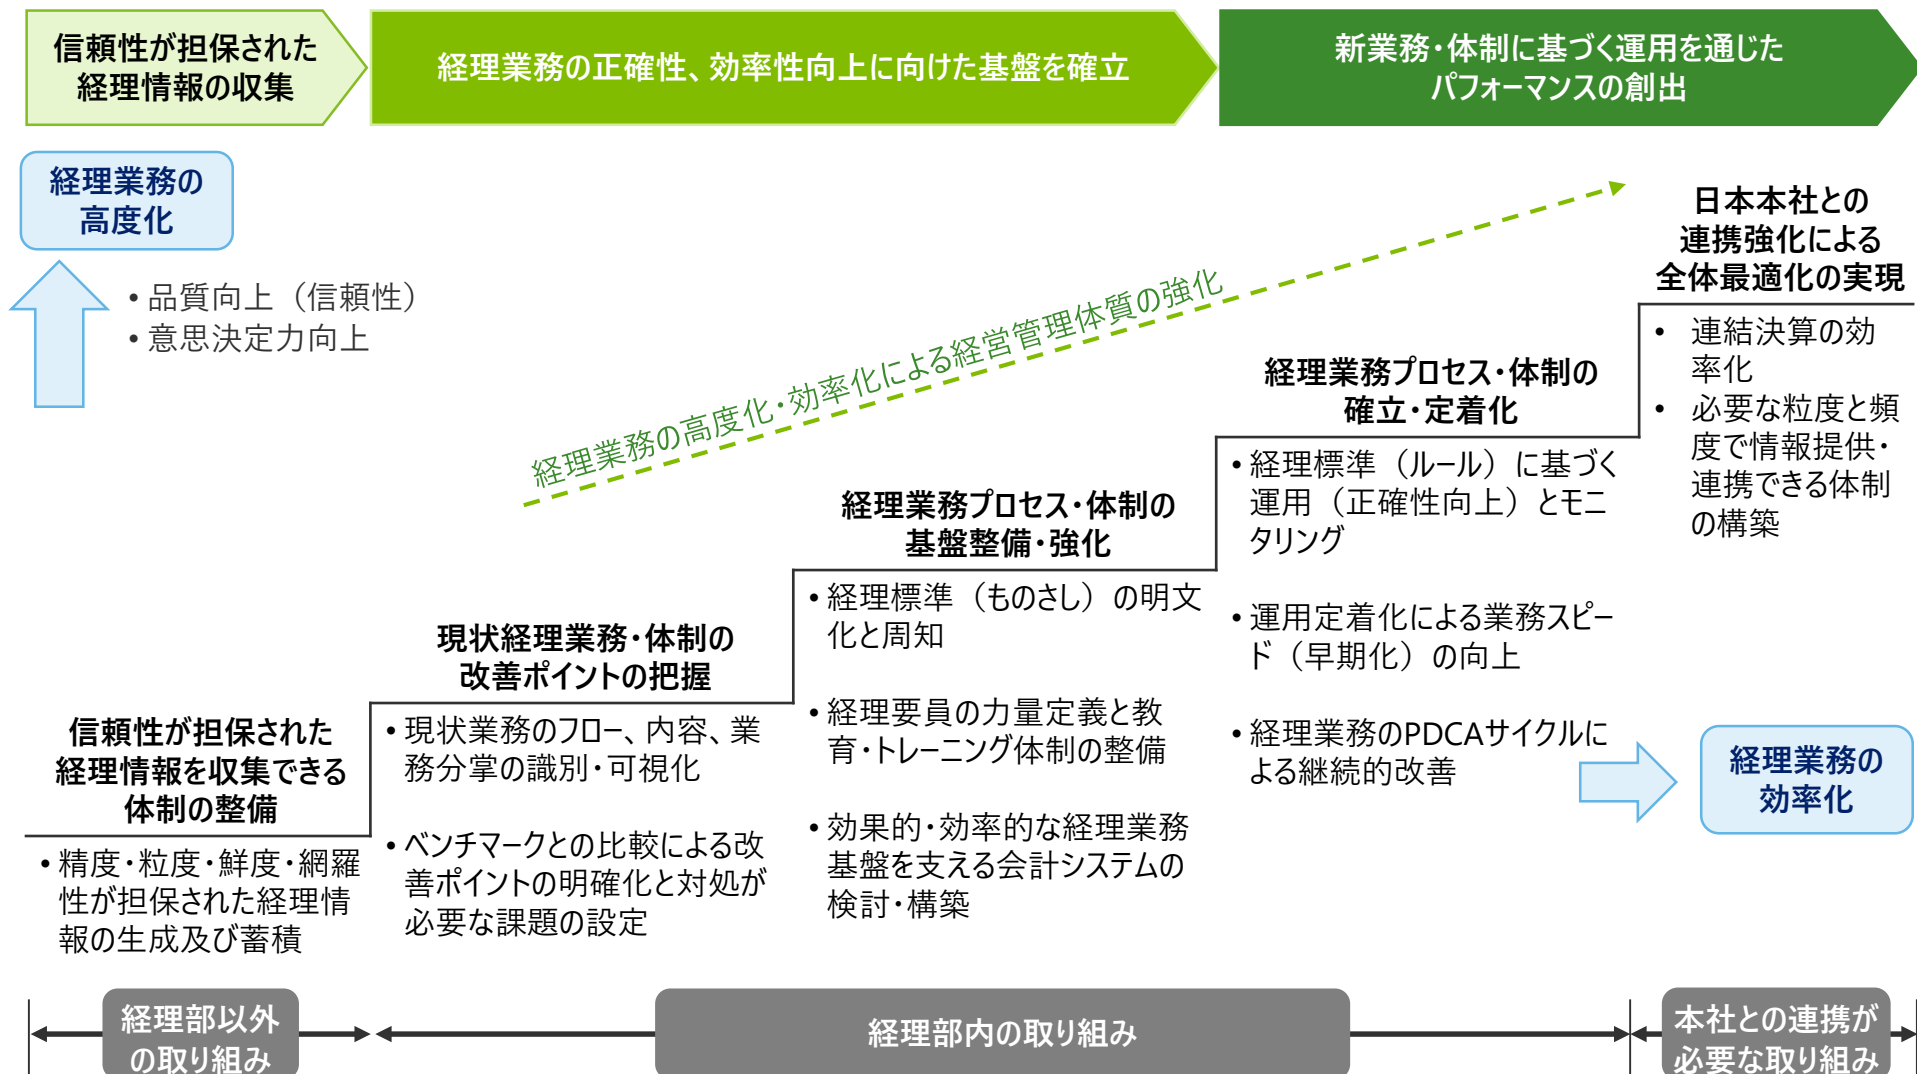 信頼性が担保された
経理情報の収集
経理業務の正確性、効率性向上に向けた基盤を確立
新業務・体制に基づく運用を通じた
パフォーマンスの創出
経理業務の
高度化
• 品質向上（信頼性）
• 意思決定力向上
経理業務の高度化・効率化による経営管理体質の強化
信頼性が担保された
経理情報を収集できる
体制の整備
• 精度・粒度・鮮度・網羅
性が担保された経理情
報の生成及び蓄積
現状経理業務・体制の
改善ポイントの把握
• 現状業務のフロー、内容、業
務分掌の識別・可視化
• ベンチマークとの比較による改
善ポイントの明確化と対処が
必要な課題の設定
経理業務プロセス・体制の
基盤整備・強化
• 経理標準（ものさし）の明文
化と周知
• 経理要員の力量定義と教
育・トレーニング体制の整備
• 効果的・効率的な経理業務
基盤を支える会計システムの
検討・構築
経理業務プロセス・体制の
確立・定着化
• 経理標準（ルール）に基づく
運用（正確性向上）とモニ
タリング
• 運用定着化による業務スピー
ド（早期化）の向上
• 経理業務のPDCAサイクルに
よる継続的改善
日本本社との
連携強化による
全体最適化の実現
• 連結決算の効
率化
• 必要な粒度と頻
度で情報提供・
連携できる体制
の構築
経理業務の
効率化
経理部以外
の取り組み
経理部内の取り組み
本社との連携が
必要な取り組み